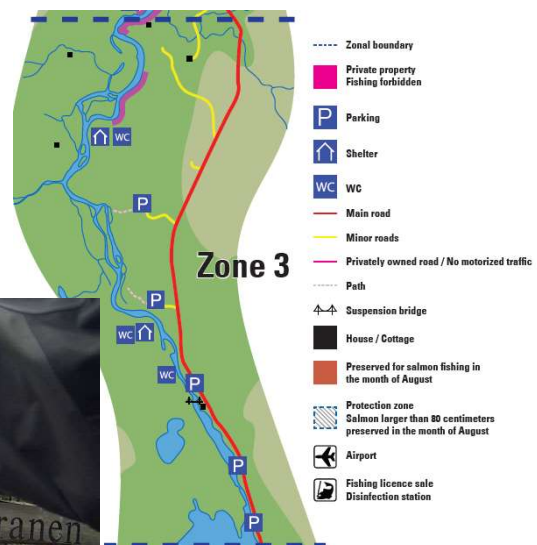 WC
P
Zone 3
P
WC
WC
P
P
P
Zonal boundary
Private property
Fishing forbidden
P
Parking
Shelter
WC
WC
Main road
Minor roads
Privately owned road / No motorized traffic
Path
Suspension bridge
House / Cottage
Preserved for salmon fishing in
the month of August
Protection zone
Salmon larger than 80 centimeters
preserved in the month of August
Airport
Fishing licence sale
Disinfection station